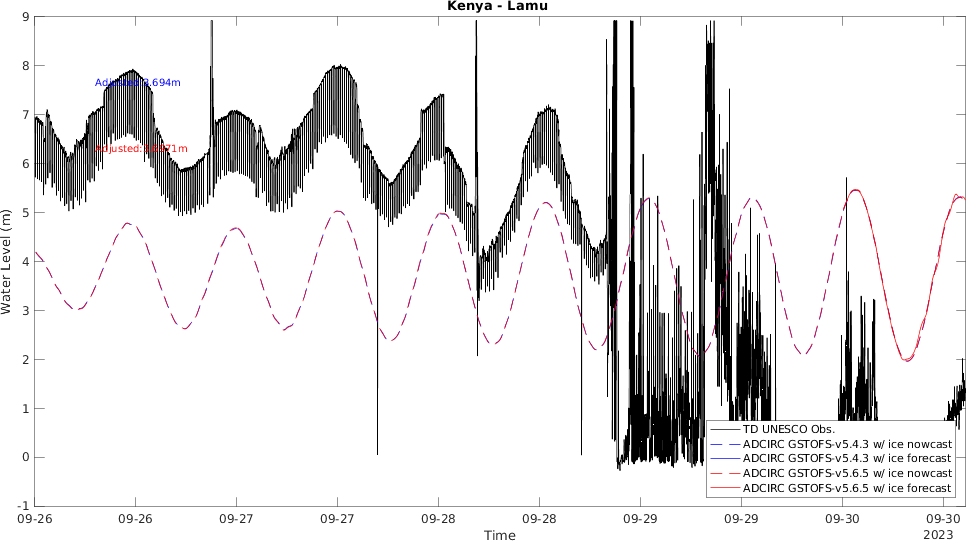 Kenya - Lamu
9
8
7
6
5
4
3
2
1
0
-1
Water Level (m)
Adjusted:3.694m
TD UNESCO Obs.
ADCIRC GSTOFS-v5.4.3 w/ ice nowcast
ADCIRC GSTOFS-v5.4.3 w/ ice forecast
ADCIRC GSTOFS-v5.6.5 w/ ice nowcast
ADCIRC GSTOFS-v5.6.5 w/ ice forecast
09-26 09-26 09-27 09-27 09-28 09-28 09-29 09-29 09-30 09-30
2023
Time